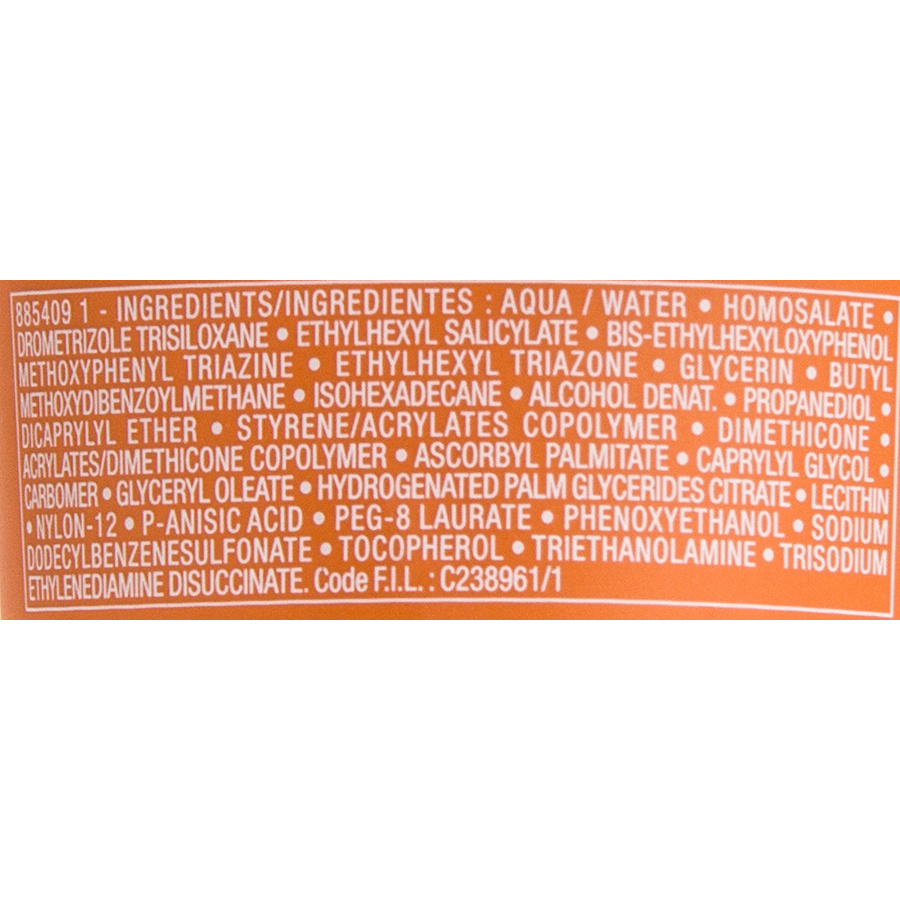 885409 1 - INGREDIENTS/INGREDIENTES : AQUA / WATER • HOMOSALATE •
DROMETRIZOLE TRISILOXANE • ETHYLHEXYL SALICYLATE • BIS-ETHYLHEXYLOXYPHENOL
METHOXYPHENYL TRIAZINE • ETHYLHEXYL TRIAZONE • GLYCERIN • BUTYL
METHOXYDIBENZOYLMETHANE • ISOHEXADECANE • ALCOHOL DENAT. • PROPANEDIOL •
DICAPRYLYL ETHER • STYRENE/ACRYLATES COPOLYMER • DIMETHICONE •
ACRYLATES/DIMETHICONE COPOLYMER • ASCORBYL PALMITATE • CAPRYLYL GLYCOL •
CARBOMER • GLYCERYL OLEATE • HYDROGENATED PALM GLYCERIDES CITRATE • LECITHIN
• NYLON-12 • P-ANISIC ACID • PEG-8 LAURATE • PHENOXYETHANOL • SODIUM
DODECYLBENZENESULFONATE • TOCOPHEROL • TRIETHANOLAMINE • TRISODIUM
ETHYLENEDIAMINE DISUCCINATE. Code F.I.L. : C238961/1